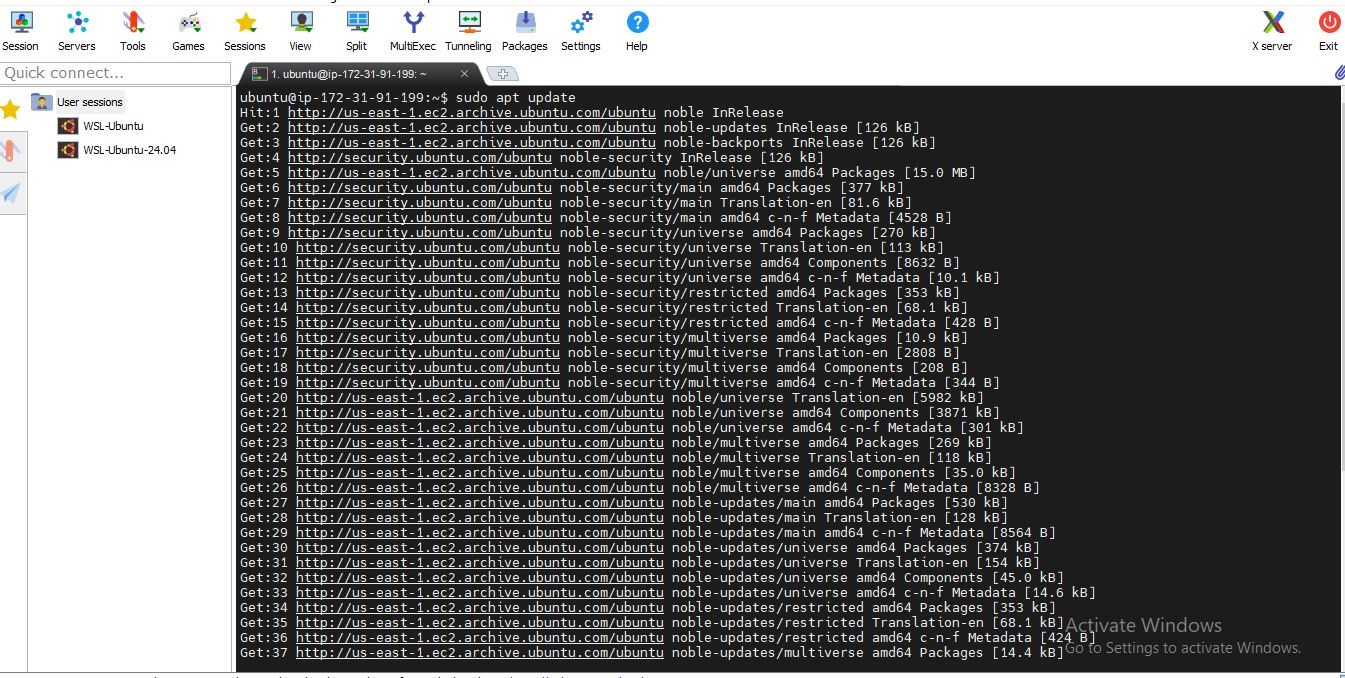 Session Servers Tools Games Sessions View Split MultiExec Tunneling Packages Settings Help X server Exit
Quick connect...
1. ubuntu@ip-172-31-91-199: ~
User sessions
WSL-Ubuntu
WSL-Ubuntu-24.04
ubuntu@ip-172-31-91-199:~$ sudo apt update
Hit:1 http://us-east-1.ec2.archive.ubuntu.com/ubuntu noble InRelease
Get:2 http://us-east-1.ec2.archive.ubuntu.com/ubuntu noble-updates InRelease [126 kB]
Get:3 http://us-east-1.ec2.archive.ubuntu.com/ubuntu noble-backports InRelease [126 kB]
Get:4 http://security.ubuntu.com/ubuntu noble-security InRelease [126 kB]
Get:5 http://us-east-1.ec2.archive.ubuntu.com/ubuntu noble/universe amd64 Packages [15.0 MB]
Get:6 http://security.ubuntu.com/ubuntu noble-security/main amd64 Packages [377 kB]
Get:7 http://security.ubuntu.com/ubuntu noble-security/main Translation-en [81.6 kB]
Get:8 http://security.ubuntu.com/ubuntu noble-security/main amd64 c-n-f Metadata [4528 B]
Get:9 http://security.ubuntu.com/ubuntu noble-security/universe amd64 Packages [270 kB]
Get:10 http://security.ubuntu.com/ubuntu noble-security/universe Translation-en [113 kB]
Get:11 http://security.ubuntu.com/ubuntu noble-security/universe amd64 Components [8632 B]
Get:12 http://security.ubuntu.com/ubuntu noble-security/universe amd64 c-n-f Metadata [10.1 kB]
Get:13 http://security.ubuntu.com/ubuntu noble-security/restricted amd64 Packages [353 kB]
Get:14 http://security.ubuntu.com/ubuntu noble-security/restricted Translation-en [68.1 kB]
Get:15 http://security.ubuntu.com/ubuntu noble-security/restricted amd64 c-n-f Metadata [428 B]
Get:16 http://security.ubuntu.com/ubuntu noble-security/multiverse amd64 Packages [10.9 kB]
Get:17 http://security.ubuntu.com/ubuntu noble-security/multiverse Translation-en [2808 B]
Get:18 http://security.ubuntu.com/ubuntu noble-security/multiverse amd64 Components [208 B]
Get:19 http://security.ubuntu.com/ubuntu noble-security/multiverse amd64 c-n-f Metadata [344 B]
Get:20 http://us-east-1.ec2.archive.ubuntu.com/ubuntu noble/universe Translation-en [5982 kB]
Get:21 http://us-east-1.ec2.archive.ubuntu.com/ubuntu noble/universe amd64 Components [3871 kB]
Get:22 http://us-east-1.ec2.archive.ubuntu.com/ubuntu noble/universe amd64 c-n-f Metadata [301 kB]
Get:23 http://us-east-1.ec2.archive.ubuntu.com/ubuntu noble/multiverse amd64 Packages [269 kB]
Get:24 http://us-east-1.ec2.archive.ubuntu.com/ubuntu noble/multiverse Translation-en [118 kB]
Get:25 http://us-east-1.ec2.archive.ubuntu.com/ubuntu noble/multiverse amd64 Components [35.0 kB]
Get:26 http://us-east-1.ec2.archive.ubuntu.com/ubuntu noble/multiverse amd64 c-n-f Metadata [8328 B]
Get:27 http://us-east-1.ec2.archive.ubuntu.com/ubuntu noble-updates/main amd64 Packages [530 kB]
Get:28 http://us-east-1.ec2.archive.ubuntu.com/ubuntu noble-updates/main Translation-en [128 kB]
Get:29 http://us-east-1.ec2.archive.ubuntu.com/ubuntu noble-updates/main amd64 c-n-f Metadata [8564 B]
Get:30 http://us-east-1.ec2.archive.ubuntu.com/ubuntu noble-updates/universe amd64 Packages [374 kB]
Get:31 http://us-east-1.ec2.archive.ubuntu.com/ubuntu noble-updates/universe Translation-en [154 kB]
Get:32 http://us-east-1.ec2.archive.ubuntu.com/ubuntu noble-updates/universe amd64 Components [45.0 kB]
Get:33 http://us-east-1.ec2.archive.ubuntu.com/ubuntu noble-updates/universe amd64 c-n-f Metadata [14.6 kB]
Get:34 http://us-east-1.ec2.archive.ubuntu.com/ubuntu noble-updates/restricted amd64 Packages [353 kB]
Get:35 http://us-east-1.ec2.archive.ubuntu.com/ubuntu noble-updates/restricted Translation-en [68.1 kB]
Get:36 http://us-east-1.ec2.archive.ubuntu.com/ubuntu noble-updates/restricted amd64 c-n-f Metadata [424 B]
Get:37 http://us-east-1.ec2.archive.ubuntu.com/ubuntu noble-updates/multiverse amd64 Packages [14.4 kB]
Activate Windows
Go to Settings to activate Windows.